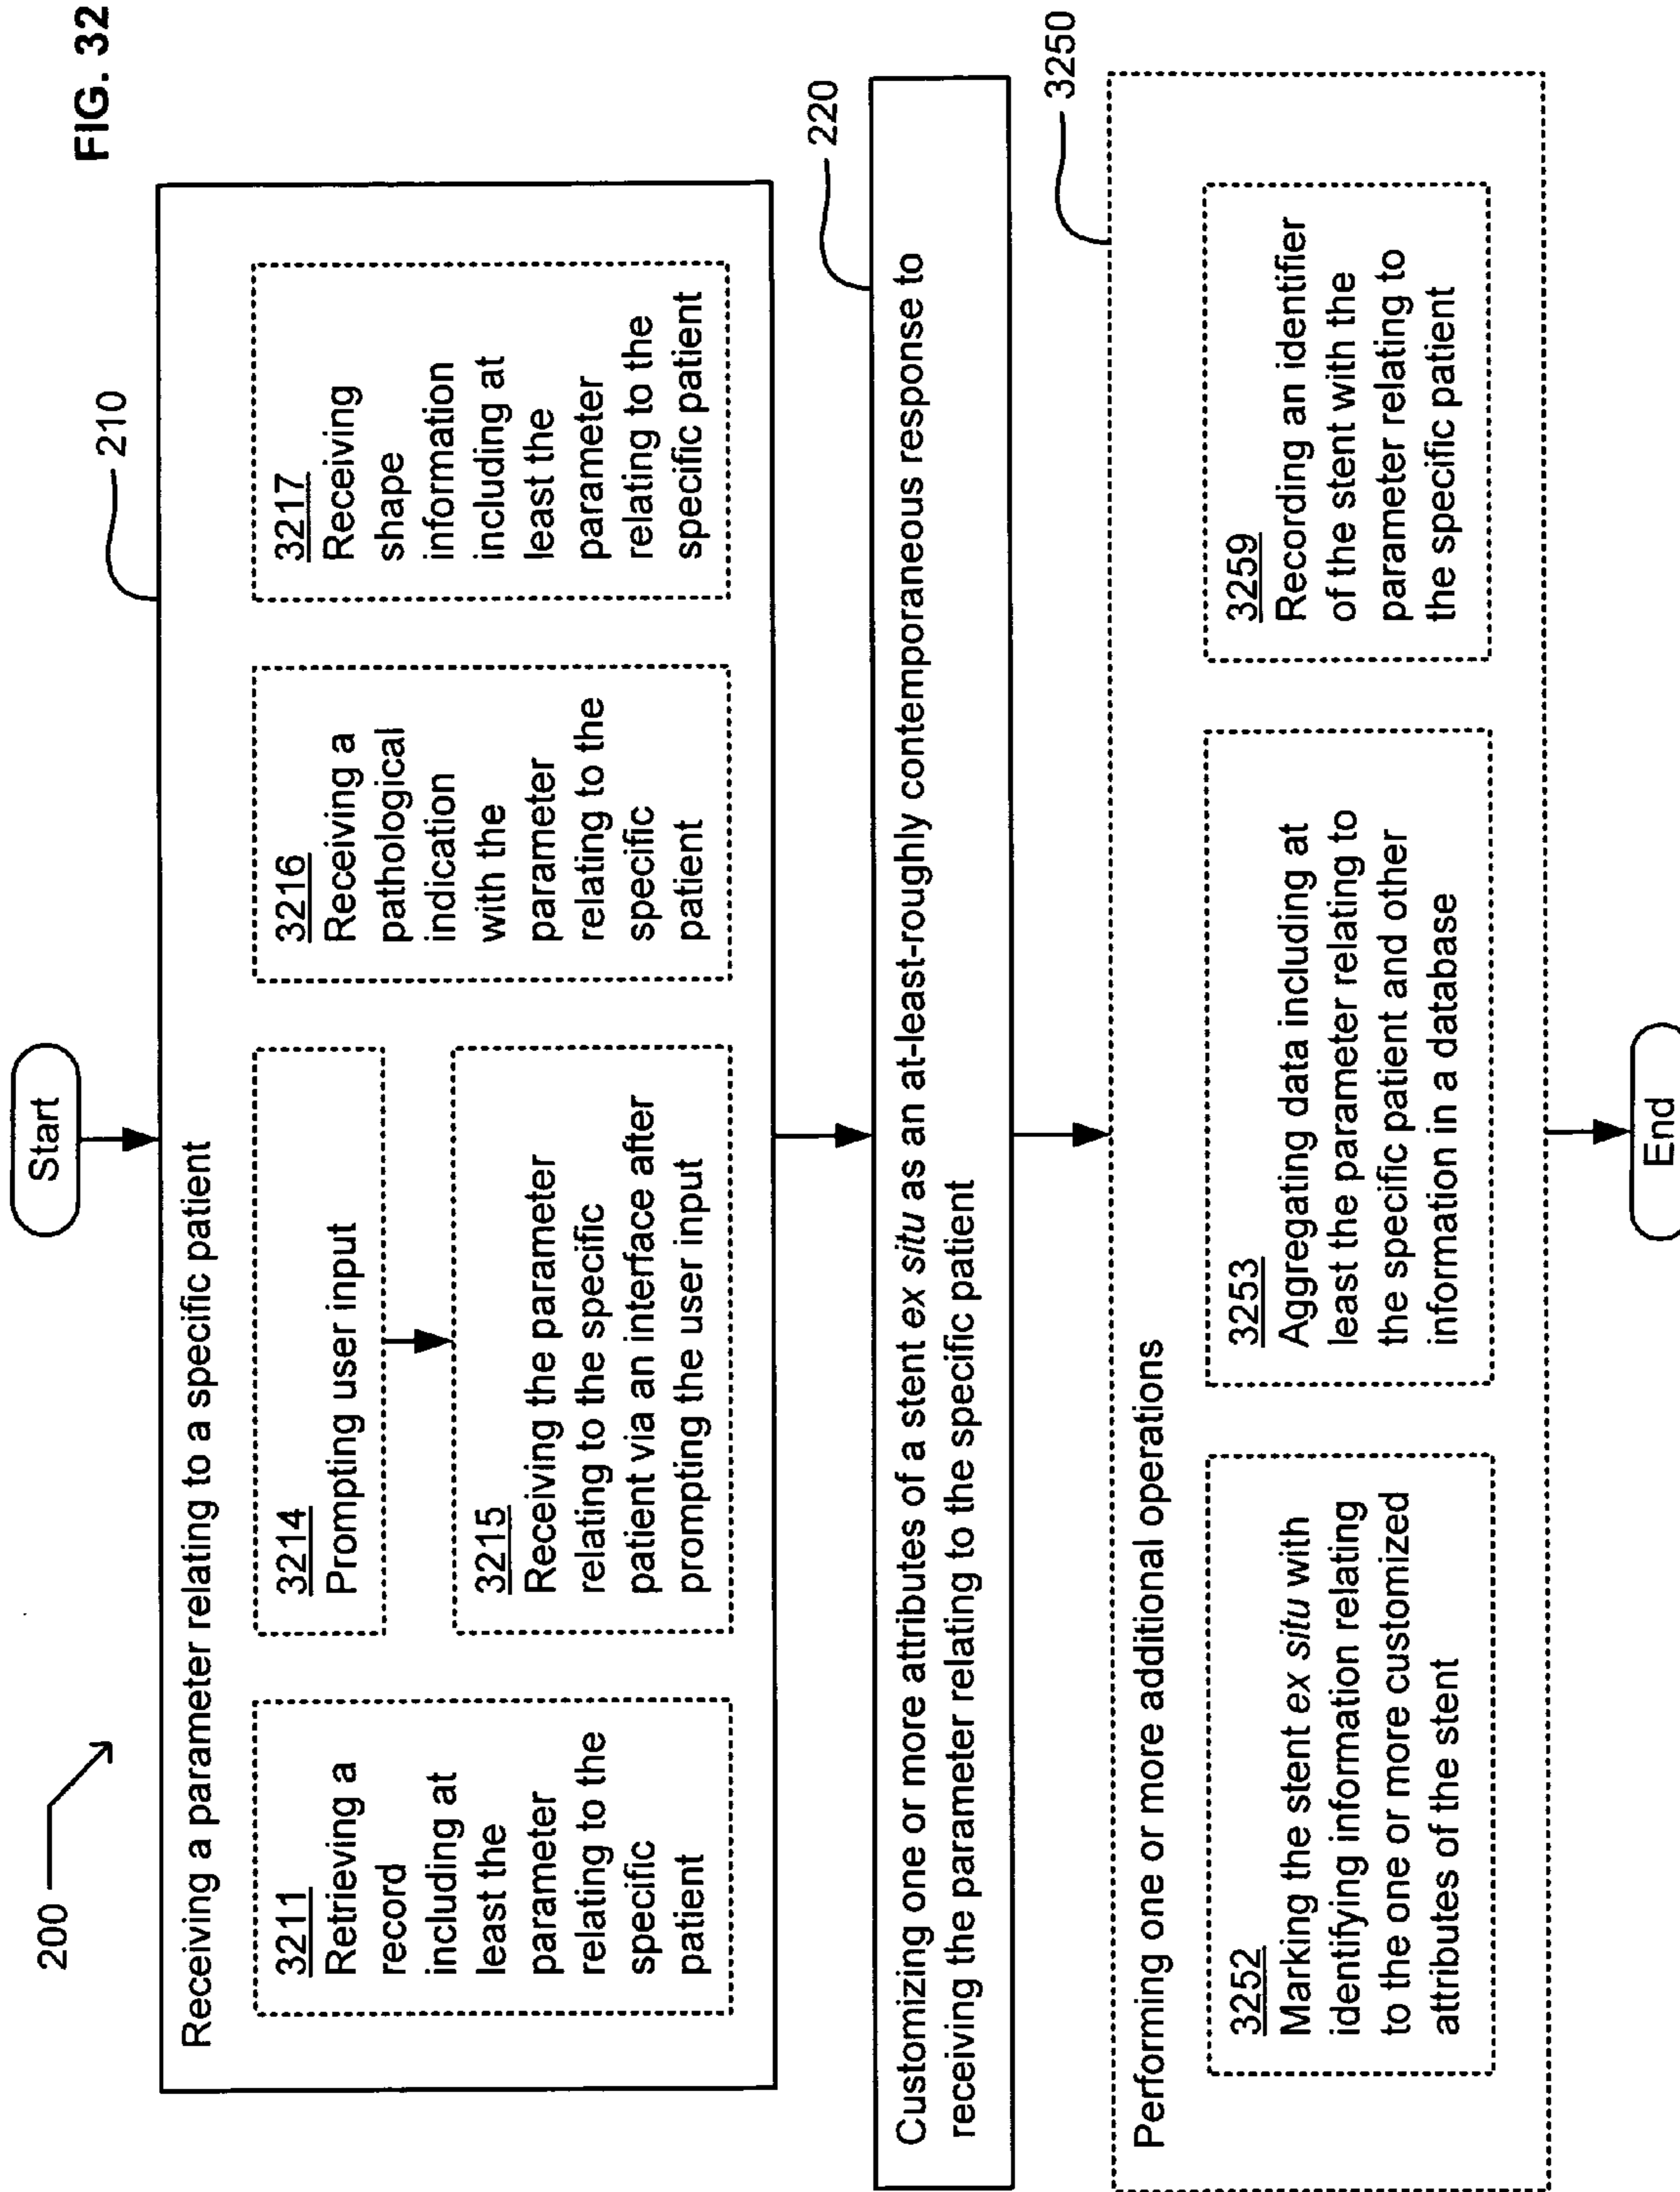 FIG. 32
200
Start
210
Receiving a parameter relating to a specific patient
3211
Retrieving a
record
including at
least the
parameter
relating to the
specific
patient
3214
Prompting user input
3215
Receiving the parameter
relating to the specific
patient via an interface after
prompting the user input
3216
Receiving a
pathological
indication
with the
parameter
relating to the
specific
patient
3217
Receiving
shape
information
including at
least the
parameter
relating to the
specific patient
220
Customizing one or more attributes of a stent ex situ as an at-least-roughly contemporaneous response to
receiving the parameter relating to the specific patient
3250
Performing one or more additional operations
3252
Marking the stent ex situ with
identifying information relating
to the one or more customized
attributes of the stent
3253
Aggregating data including at
least the parameter relating to
the specific patient and other
information in a database
3259
Recording an identifier
of the stent with the
parameter relating to
the specific patient
End